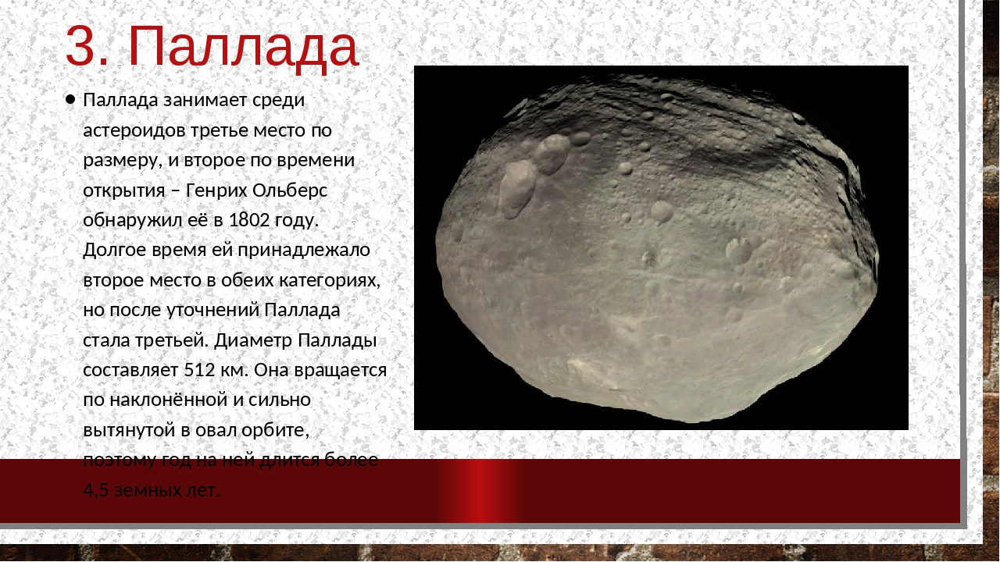 3. Паллада
• Паллада занимает среди
астероидов третье место по
размеру, и второе по времени
открытия – Генрих Ольберс
обнаружил её в 1802 году.
Долгое время ей принадлежало
второе место в обеих категориях,
но после уточнений Паллада
стала третьей. Диаметр Паллады
составляет 512 км. Она вращается
по наклонённой и сильно
вытянутой в овал орбите,
поэтому год на ней длится более
4,5 земных лет.